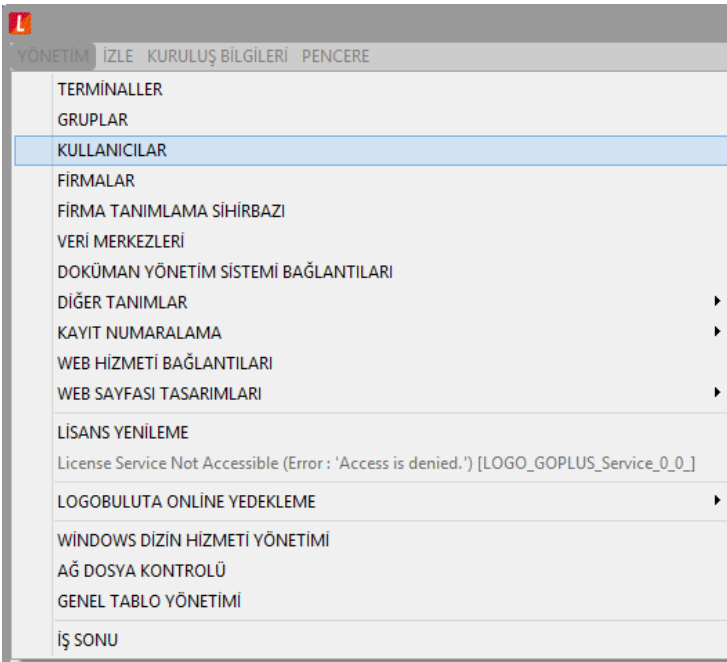 L
YÖNETİM İZLE KURULUŞ BİLGİLERİ PENCERE
TERMİNALLER
GRUPLAR
KULLANICILAR
FİRMALAR
FİRMA TANIMLAMA SİHİRBAZI
VERİ MERKEZLERİ
DOKÜMAN YÖNETİM SİSTEMİ BAĞLANTILARI
DİĞER TANIMLAR
KAYIT NUMARALAMA
WEB HİZMETİ BAĞLANTILARI
WEB SAYFASI TASARIMLARI
LİSANS YENİLEME
License Service Not Accessible (Error : 'Access is denied.') [LOGO_GOPLUS_Service_0_0_]
LOGOBULUTA ONLİNE YEDEKLEME
WİNDOWS DİZİN HİZMETİ YÖNETİMİ
AĞ DOSYA KONTROLÜ
GENEL TABLO YÖNETİMİ
İŞ SONU